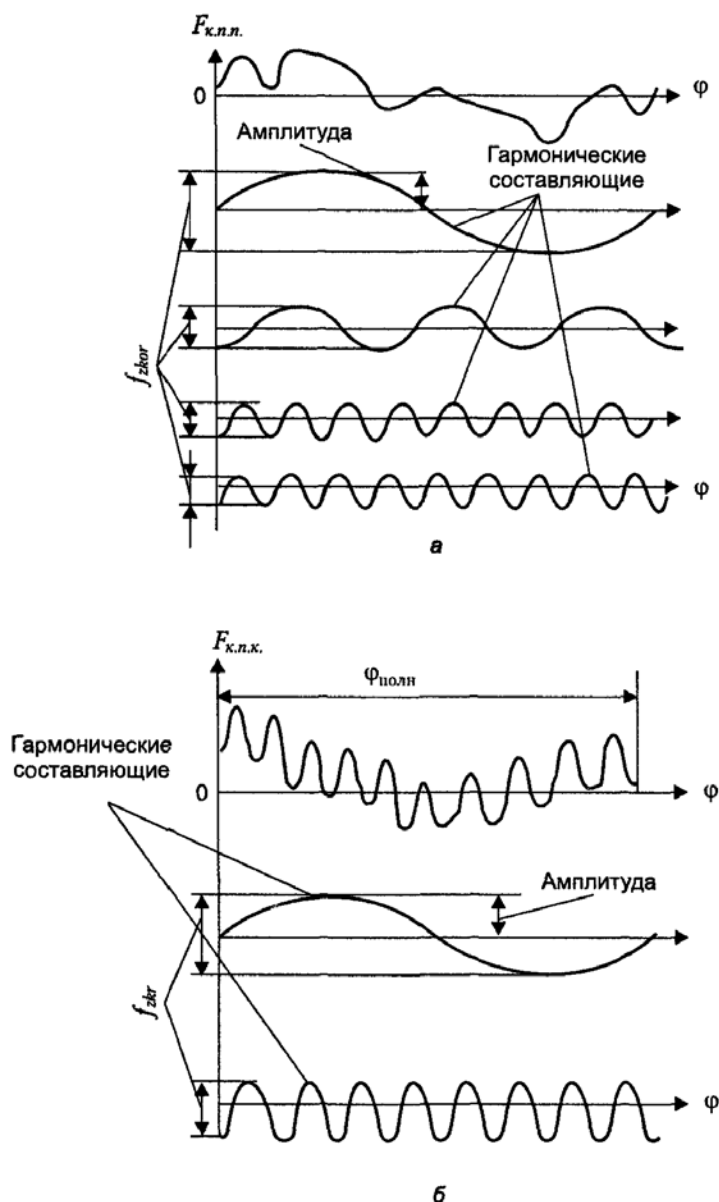 Fк.п.п.
φ
0
Амплитуда
Гармонические
составляющие
fzkor
φ
а
Fк.п.к.
φполн
Гармонические
составляющие
0
φ
Амплитуда
fzkr
φ
б